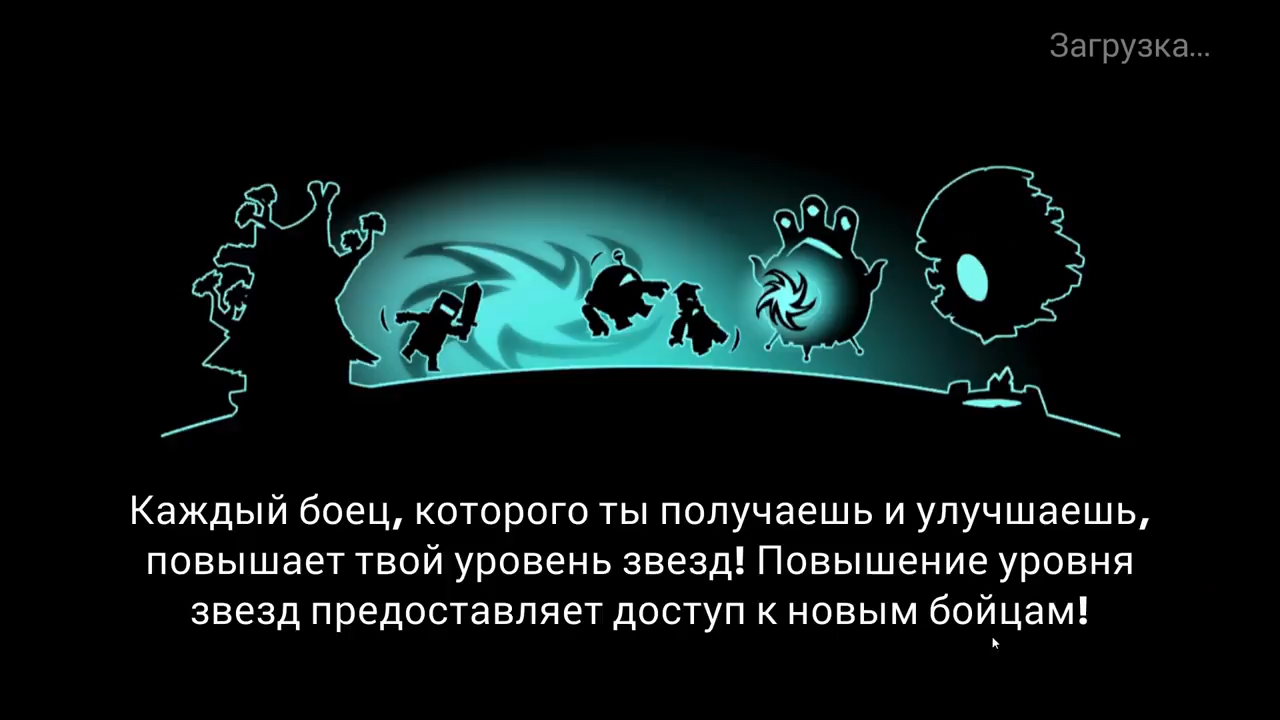 Загрузка...
Каждый боец, которого ты получаешь и улучшаешь,
повышает твой уровень звезд! Повышение уровня
звезд предоставляет доступ к новым бойцам!